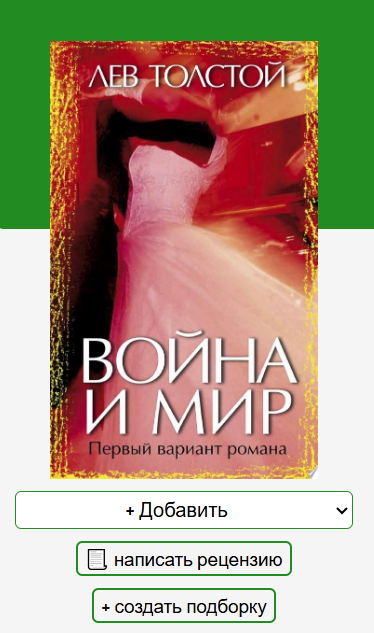 ЛЕВ ТОЛСТОЙ
ВОЙНА
И МИР
Первый вариант романа
+ Добавить
написать рецензию
+ создать подборку